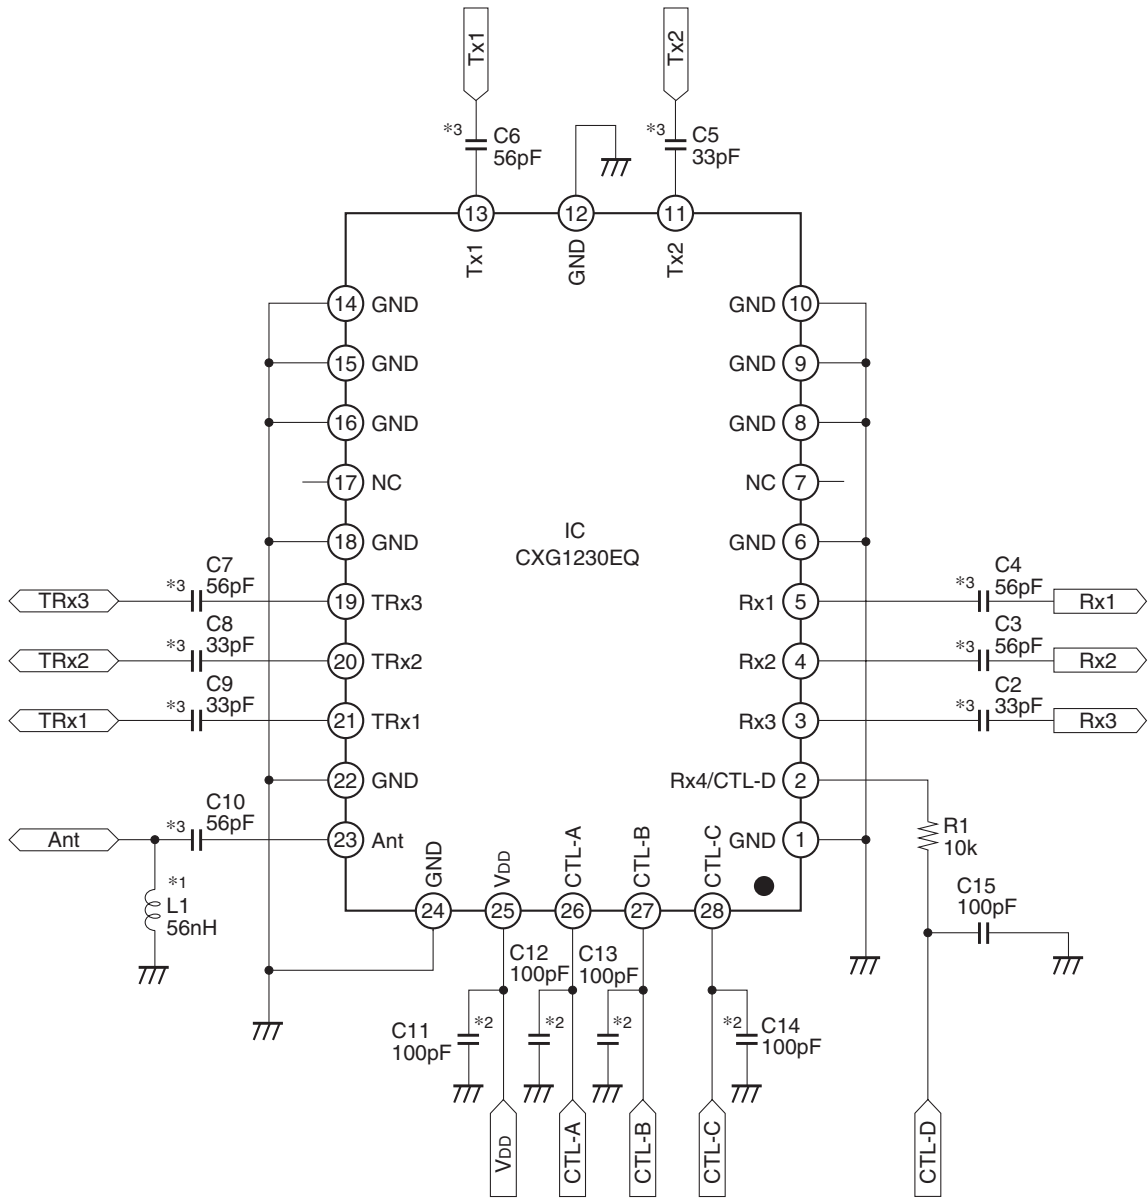 Tx1
Tx2
*3 C6
56pF
*3 C5
33pF
13
12
11
Tx1
GND
Tx2
14 GND
GND 10
15 GND
GND 9
16 GND
GND 8
17 NC
NC 7
IC
CXG1230EQ
18 GND
GND 6
C7
*3 56pF
TRx3
19 TRx3
Rx1 5
C4
*3 56pF
Rx1
C8
*3 33pF
TRx2
20 TRx2
Rx2 4
C3
*3 56pF
Rx2
C9
*3 33pF
TRx1
21 TRx1
Rx3 3
C2
*3 33pF
Rx3
22 GND
Rx4/CTL-D 2
C10
*3 56pF
Ant
23 Ant
GND 1
R1
10k
*1
L1
56nH
GND
VDD
CTL-A
CTL-B
CTL-C
24
25
26
27
28
C15
100pF
C12
100pF
C13
100pF
C11
100pF
*2
*2
*2
*2
C14
100pF
VDD
CTL-A
CTL-B
CTL-C
CTL-D